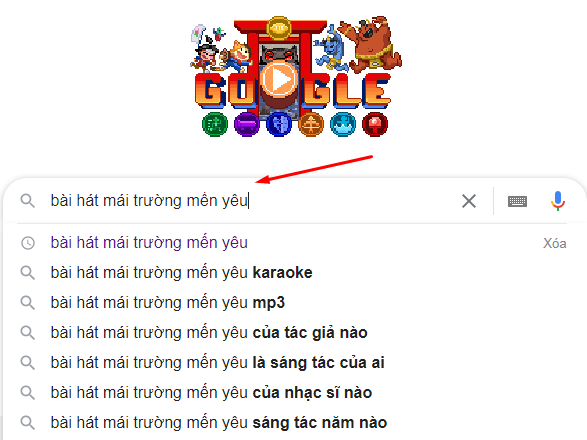 GOOGLE
bài hát mái trường mến yêu
bài hát mái trường mến yêu Xóa
bài hát mái trường mến yêu karaoke
bài hát mái trường mến yêu mp3
bài hát mái trường mến yêu của tác giả nào
bài hát mái trường mến yêu là sáng tác của ai
bài hát mái trường mến yêu của nhạc sĩ nào
bài hát mái trường mến yêu sáng tác năm nào